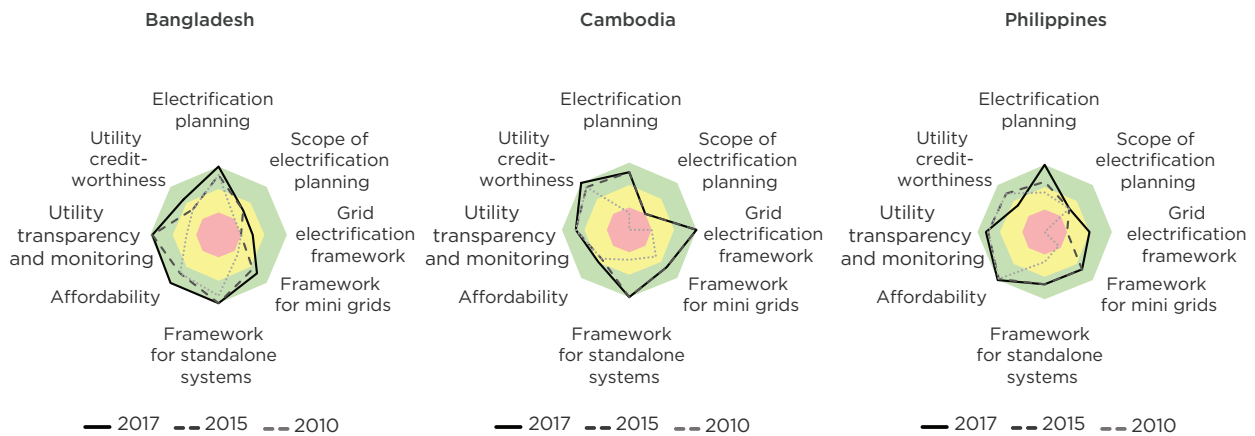 Bangladesh
Electrification
planning
Utility
credit-
worthiness
Scope of
electrification
planning
Utility
transparency
and monitoring
Grid
electrification
framework
Affordability
Framework
for mini grids
Framework
for standalone
systems
2017 2015 2010
Cambodia
Electrification
planning
Utility
credit-
worthiness
Scope of
electrification
planning
Utility
transparency
and monitoring
Grid
electrification
framework
Affordability
Framework
for mini grids
Framework
for standalone
systems
2017 2015 2010
Philippines
Electrification
planning
Utility
credit-
worthiness
Scope of
electrification
planning
Utility
transparency
and monitoring
Grid
electrification
framework
Affordability
Framework
for mini grids
Framework
for standalone
systems
2017 2015 2010